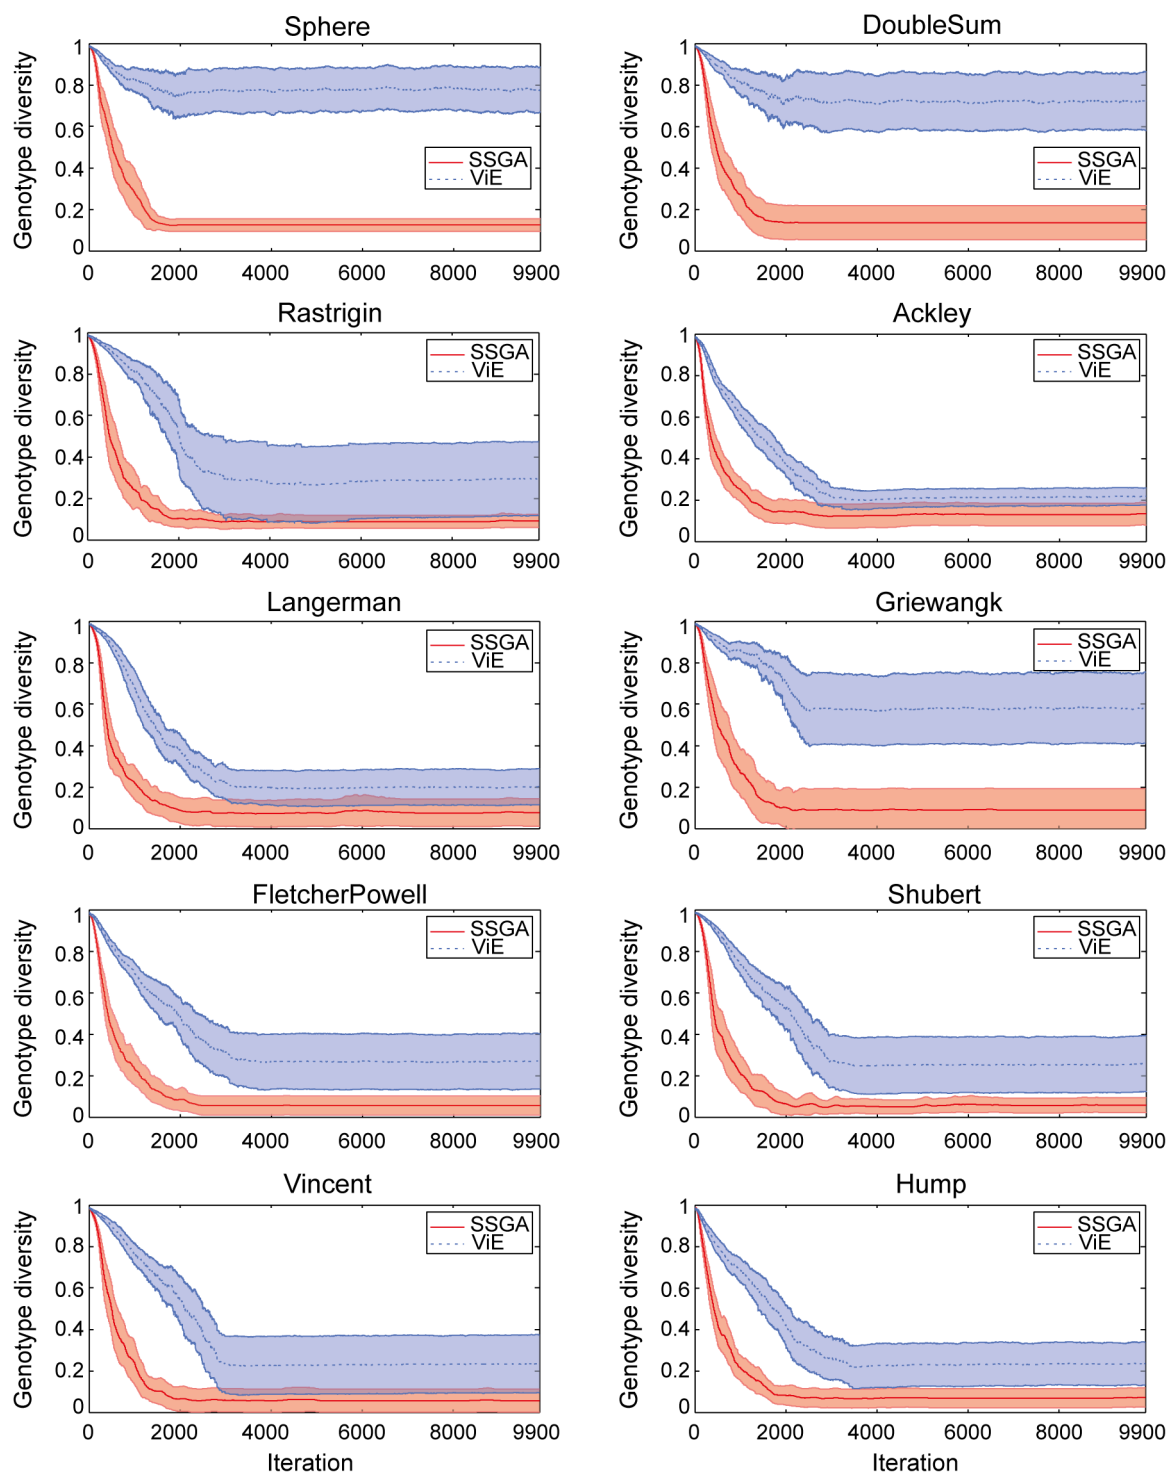 Sphere
Genotype diversity
1
0.8
0.6
0.4
0.2
0
SSGA
ViE
0 2000 4000 6000 8000 9900
DoubleSum
Genotype diversity
1
0.8
0.6
0.4
0.2
0
SSGA
ViE
0 2000 4000 6000 8000 9900
Rastrigin
Genotype diversity
1
0.8
0.6
0.4
0.2
0
SSGA
ViE
0 2000 4000 6000 8000 9900
Ackley
Genotype diversity
1
0.8
0.6
0.4
0.2
0
SSGA
ViE
0 2000 4000 6000 8000 9900
Langerman
Genotype diversity
1
0.8
0.6
0.4
0.2
0
SSGA
ViE
0 2000 4000 6000 8000 9900
Griewangk
Genotype diversity
1
0.8
0.6
0.4
0.2
0
SSGA
ViE
0 2000 4000 6000 8000 9900
FletcherPowell
Genotype diversity
1
0.8
0.6
0.4
0.2
0
SSGA
ViE
0 2000 4000 6000 8000 9900
Shubert
Genotype diversity
1
0.8
0.6
0.4
0.2
0
SSGA
ViE
0 2000 4000 6000 8000 9900
Vincent
Genotype diversity
1
0.8
0.6
0.4
0.2
0
SSGA
ViE
0 2000 4000 6000 8000 9900
Iteration
Hump
Genotype diversity
1
0.8
0.6
0.4
0.2
0
SSGA
ViE
0 2000 4000 6000 8000 9900
Iteration